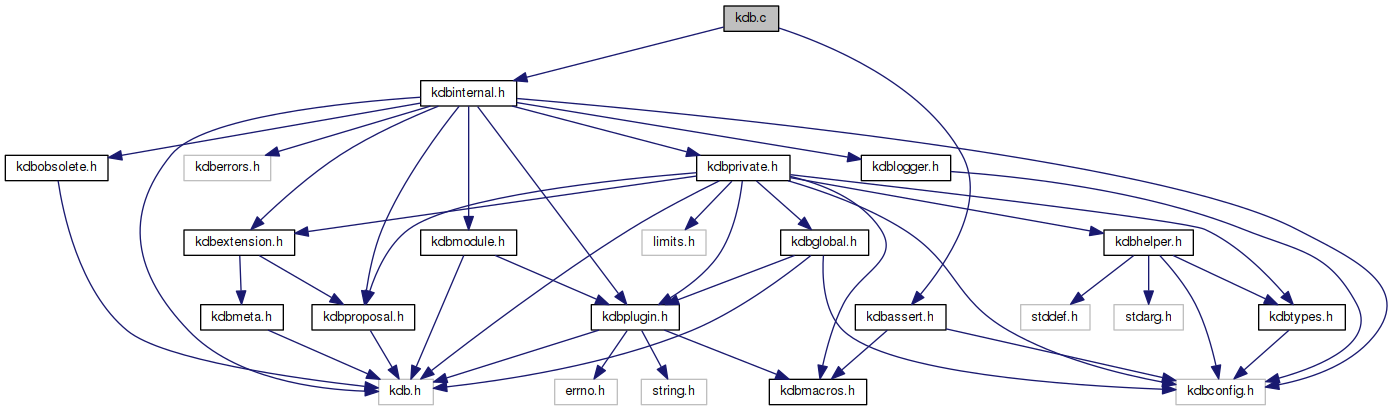 kdb.c
kdbinternal.h
kdbobsolete.h
kdberrors.h
kdbprivate.h
kdblogger.h
kdbextension.h
kdbmodule.h
limits.h
kdbglobal.h
kdbhelper.h
kdbmeta.h
kdbproposal.h
kdbplugin.h
kdbassert.h
stddef.h
stdarg.h
kdbtypes.h
kdb.h
errno.h
string.h
kdbmacros.h
kdbconfig.h